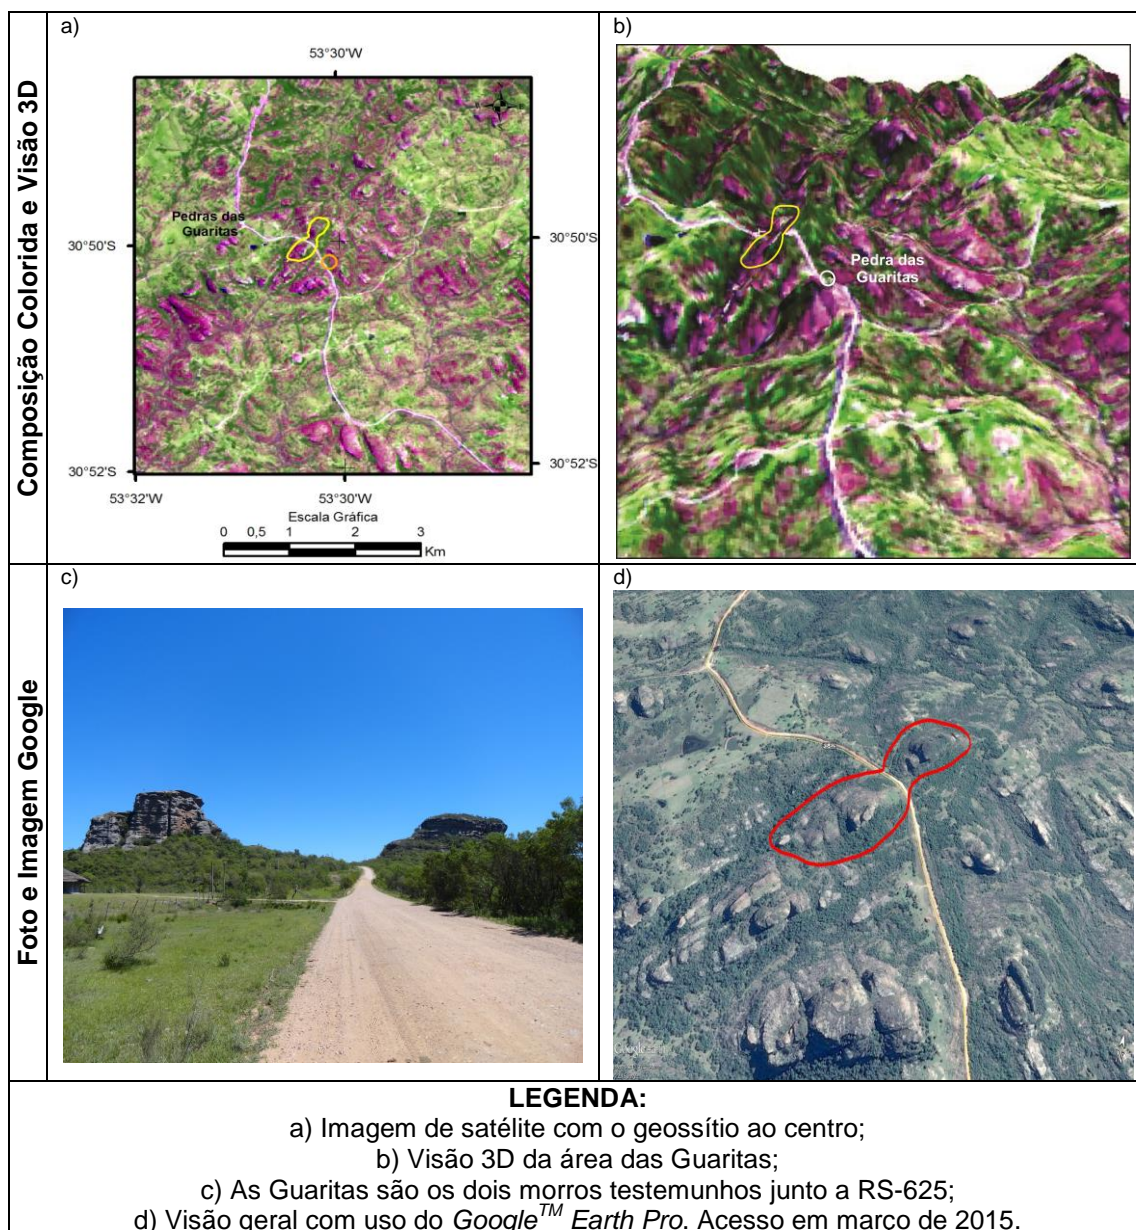 Composição Colorida e Visão 3D
a)
53°30'W
Pedras das
Guaritas
30°50'S
30°50'S
30°52'S
30°52'S
53°32'W
53°30'W
Escala Gráfica
0 0,5 1 2 3
Km
b)
Pedra das
Guaritas
Foto e Imagem Google
c)
d)
LEGENDA:
a) Imagem de satélite com o geossítio ao centro;
b) Visão 3D da área das Guaritas;
c) As Guaritas são os dois morros testemunhos junto a RS-625;
d) Visão geral com uso do Google™ Earth Pro. Acesso em março de 2015.